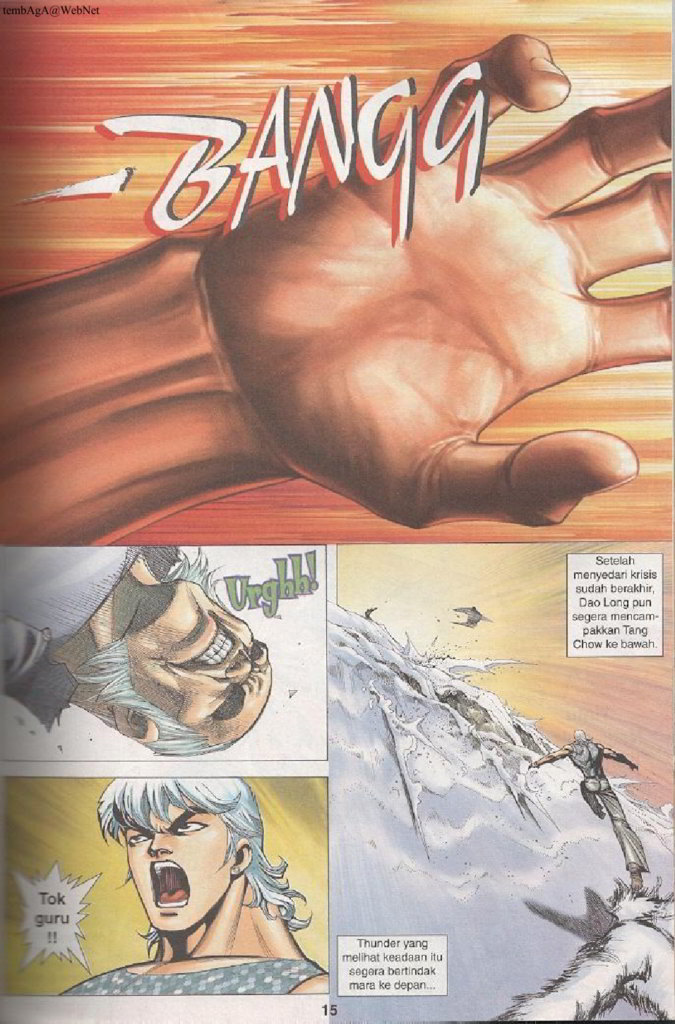 tembAgA@WebNet
BANGG
Urghh!
Setelah
menyedari krisis
sudah berakhir,
Dao Long pun
segera mencam-
pakkan Tang
Chow ke bawah.
Tok
guru
!!
Thunder yang
melihat keadaan itu
segera bertindak
mara ke depan...
15